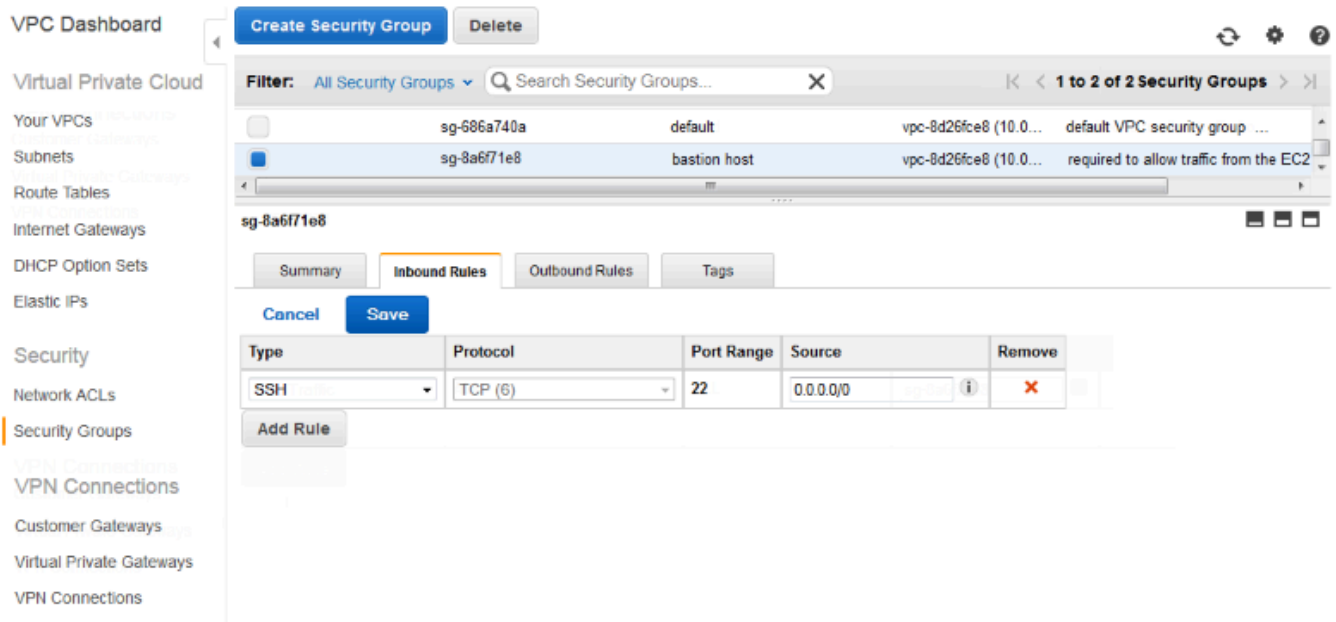 VPC Dashboard
Create Security Group
Delete
Virtual Private Cloud
Your VPCs
Subnets
Route Tables
Internet Gateways
DHCP Option Sets
Elastic IPs
Security
Network ACLs
Security Groups
VPN Connections
Customer Gateways
Virtual Private Gateways
VPN Connections
Filter: All Security Groups Search Security Groups... 1 to 2 of 2 Security Groups
sg-686a740a default vpc-8d26fce8 (10.0... default VPC security group ...
sg-8a6f71e8 bastion host vpc-8d26fce8 (10.0... required to allow traffic from the EC2
sg-8a6f71e8
Summary Inbound Rules Outbound Rules Tags
Cancel Save
Type Protocol Port Range Source Remove
SSH TCP (6) 22 0.0.0.0/0
Add Rule